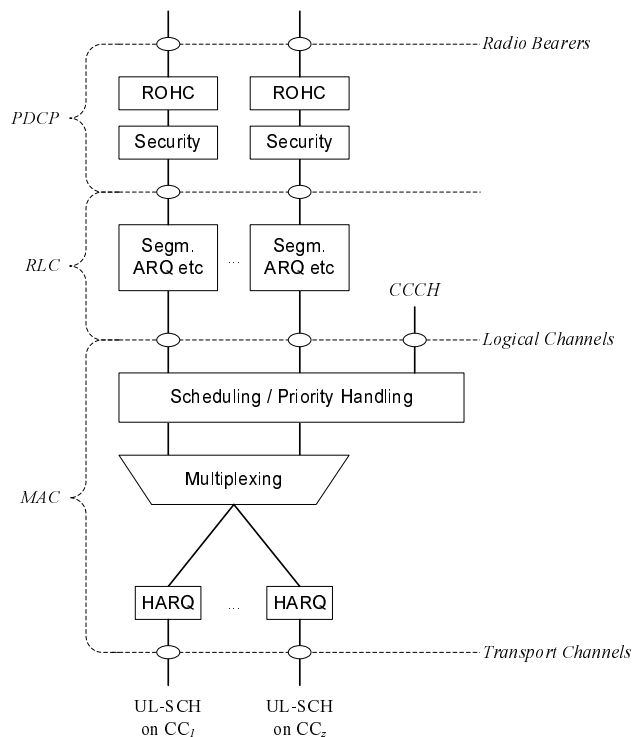 Radio Bearers
ROHC
ROHC
PDCP
Security
Security
Segm.
ARQ etc
...
Segm.
ARQ etc
RLC
CCCH
Logical Channels
Scheduling / Priority Handling
Multiplexing
MAC
HARQ
...
HARQ
Transport Channels
UL-SCH
on CC1
UL-SCH
on CCz